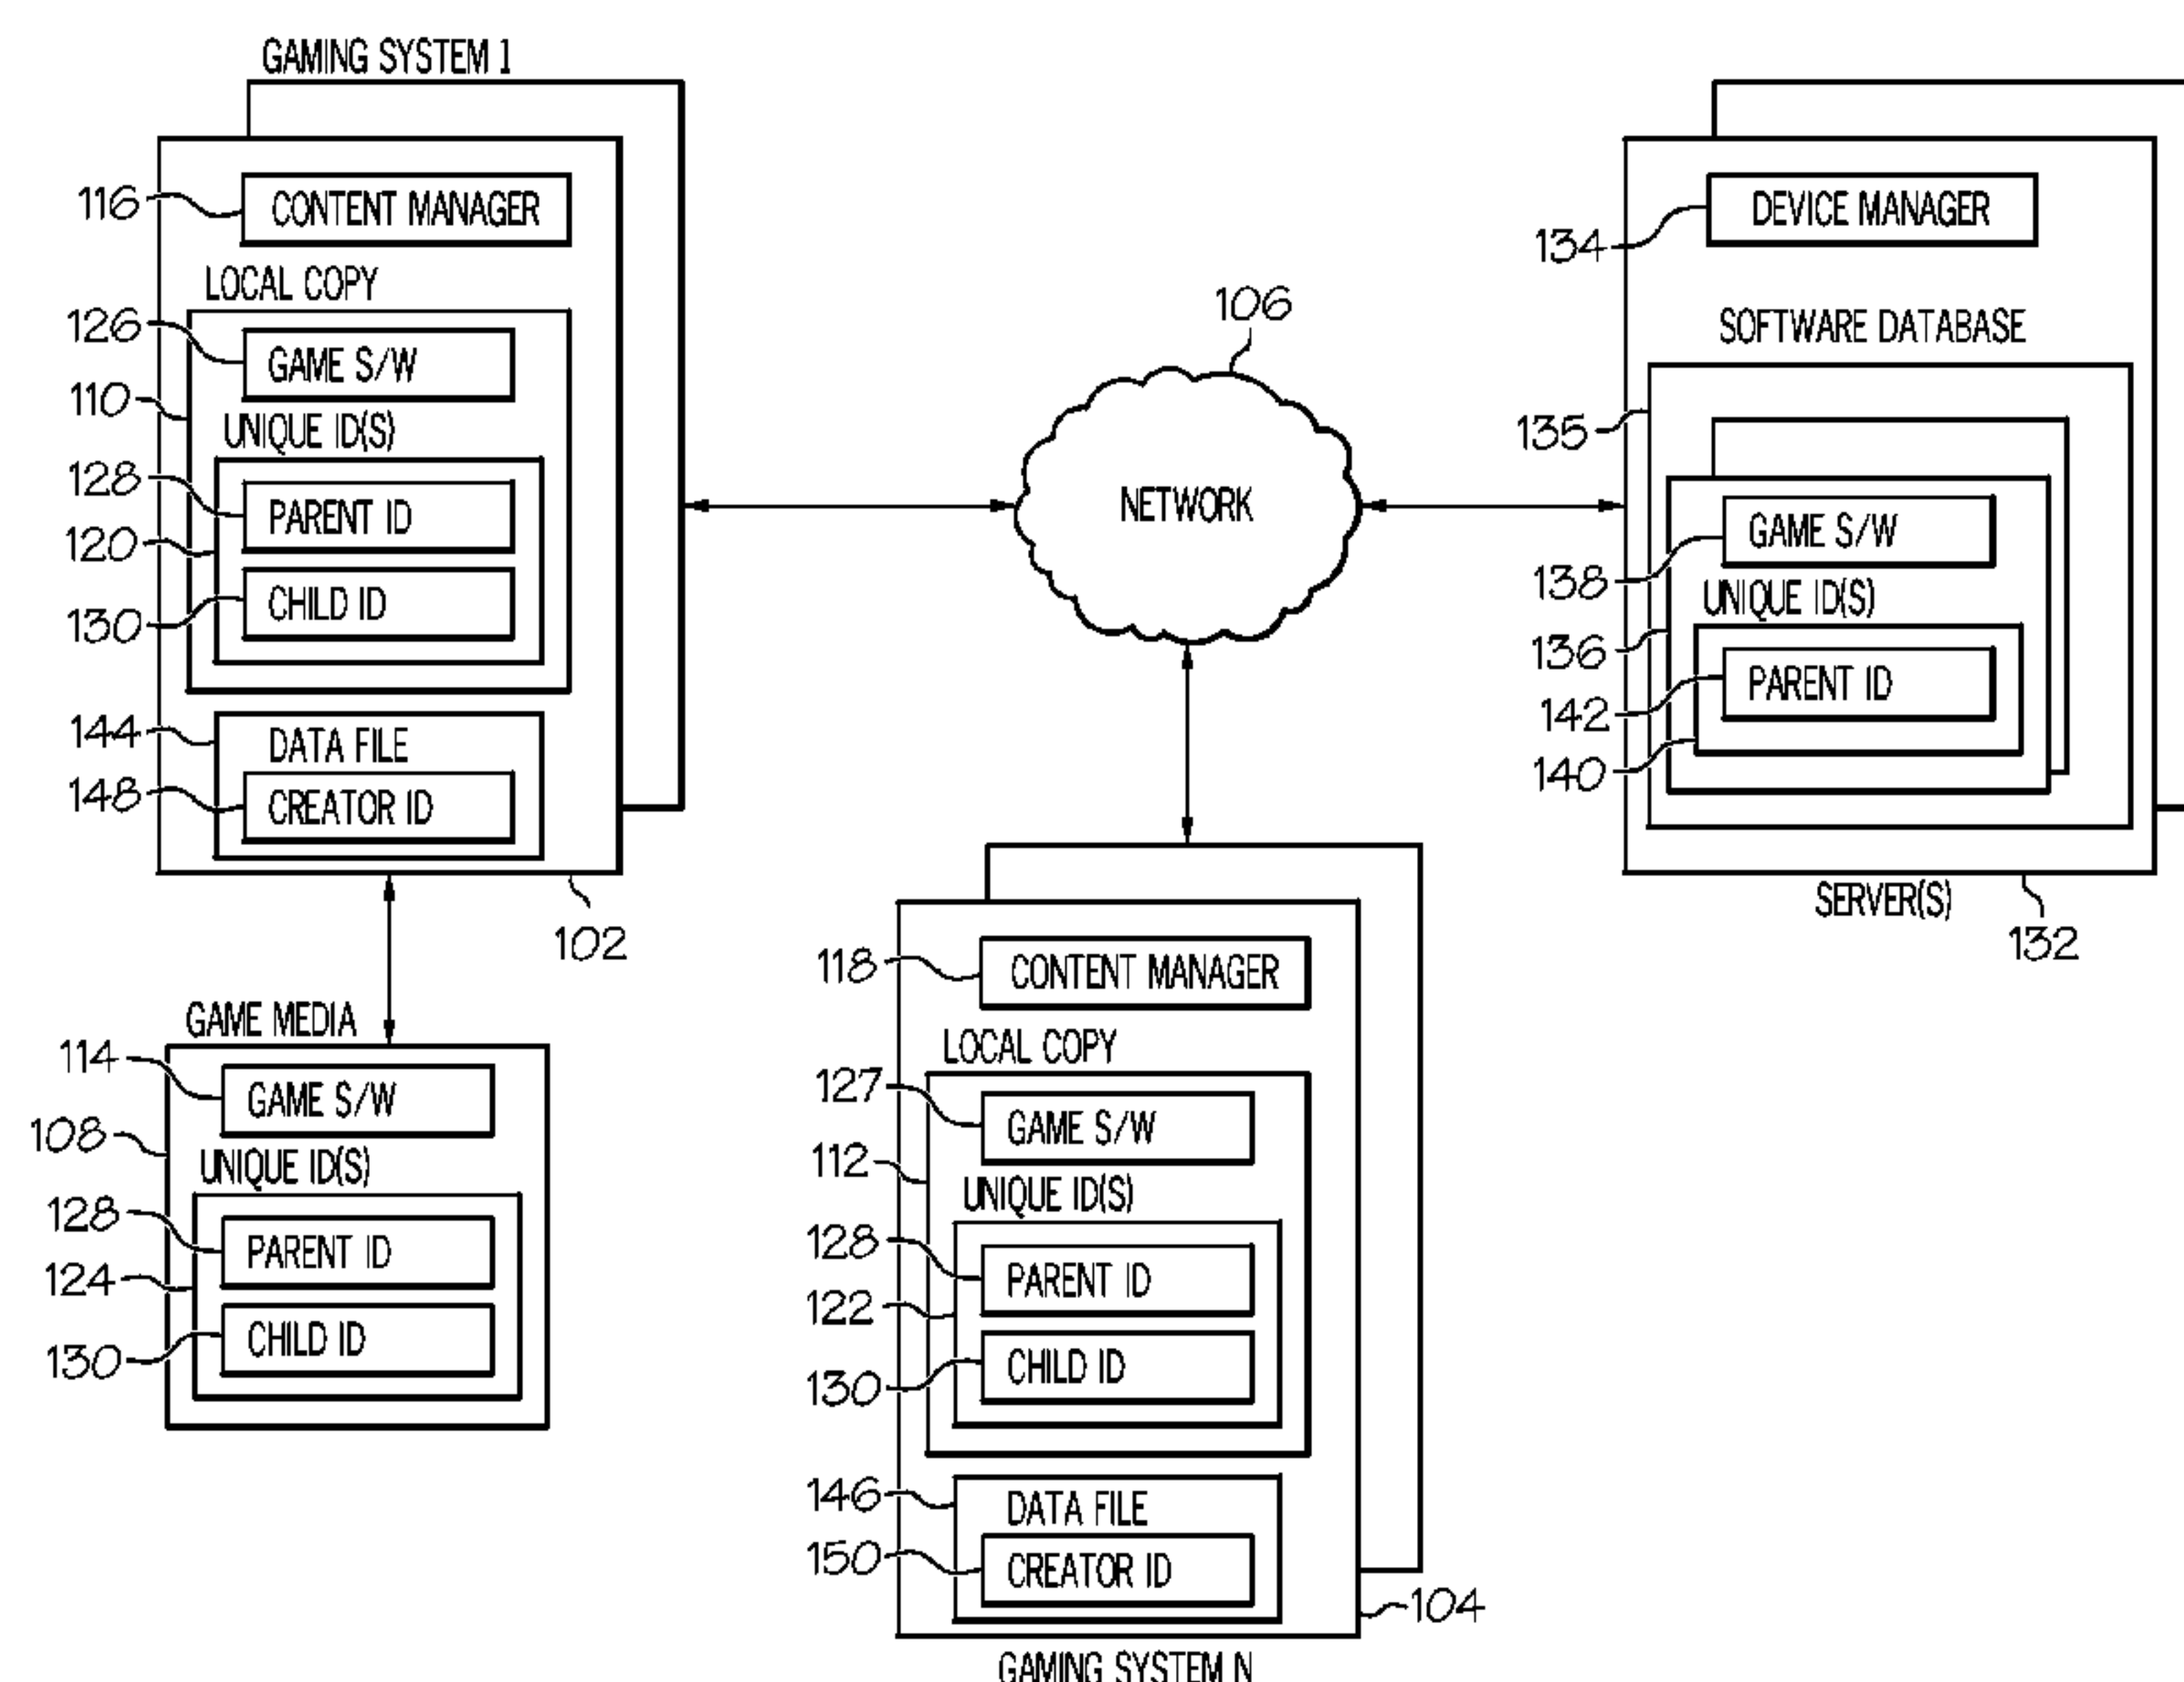 GAMING SYSTEM 1
116
CONTENT MANAGER
LOCAL COPY
126
GAME S/W
110
UNIQUE ID(S)
128
PARENT ID
120
130
CHILD ID
144
DATA FILE
148
CREATOR ID
102
GAME MEDIA
114
GAME S/W
108
UNIQUE ID(S)
128
PARENT ID
124
130
CHILD ID
106
NETWORK
118
CONTENT MANAGER
LOCAL COPY
127
GAME S/W
112
UNIQUE ID(S)
128
PARENT ID
122
130
CHILD ID
146
DATA FILE
150
CREATOR ID
104
GAMING SYSTEM N
134
DEVICE MANAGER
SOFTWARE DATABASE
135
138
GAME S/W
UNIQUE ID(S)
136
142
PARENT ID
140
SERVER(S)
132